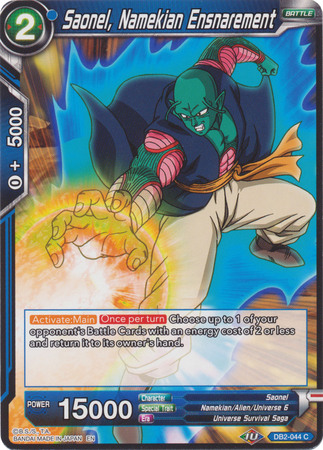 2
Saonel, Namekian Ensnarement
BATTLE
0 + 5000
Activate:Main Once per turn Choose up to 1 of your
opponent's Battle Cards with an energy cost of 2 or less
and return it to its owner's hand.
POWER 15000
Character Saonel
Special Trait Namekian/Alien/Universe 6
Era Universe Survival Saga
©B.S./S., T.A.
BANDAI MADE IN JAPAN EN
DB2-044 C